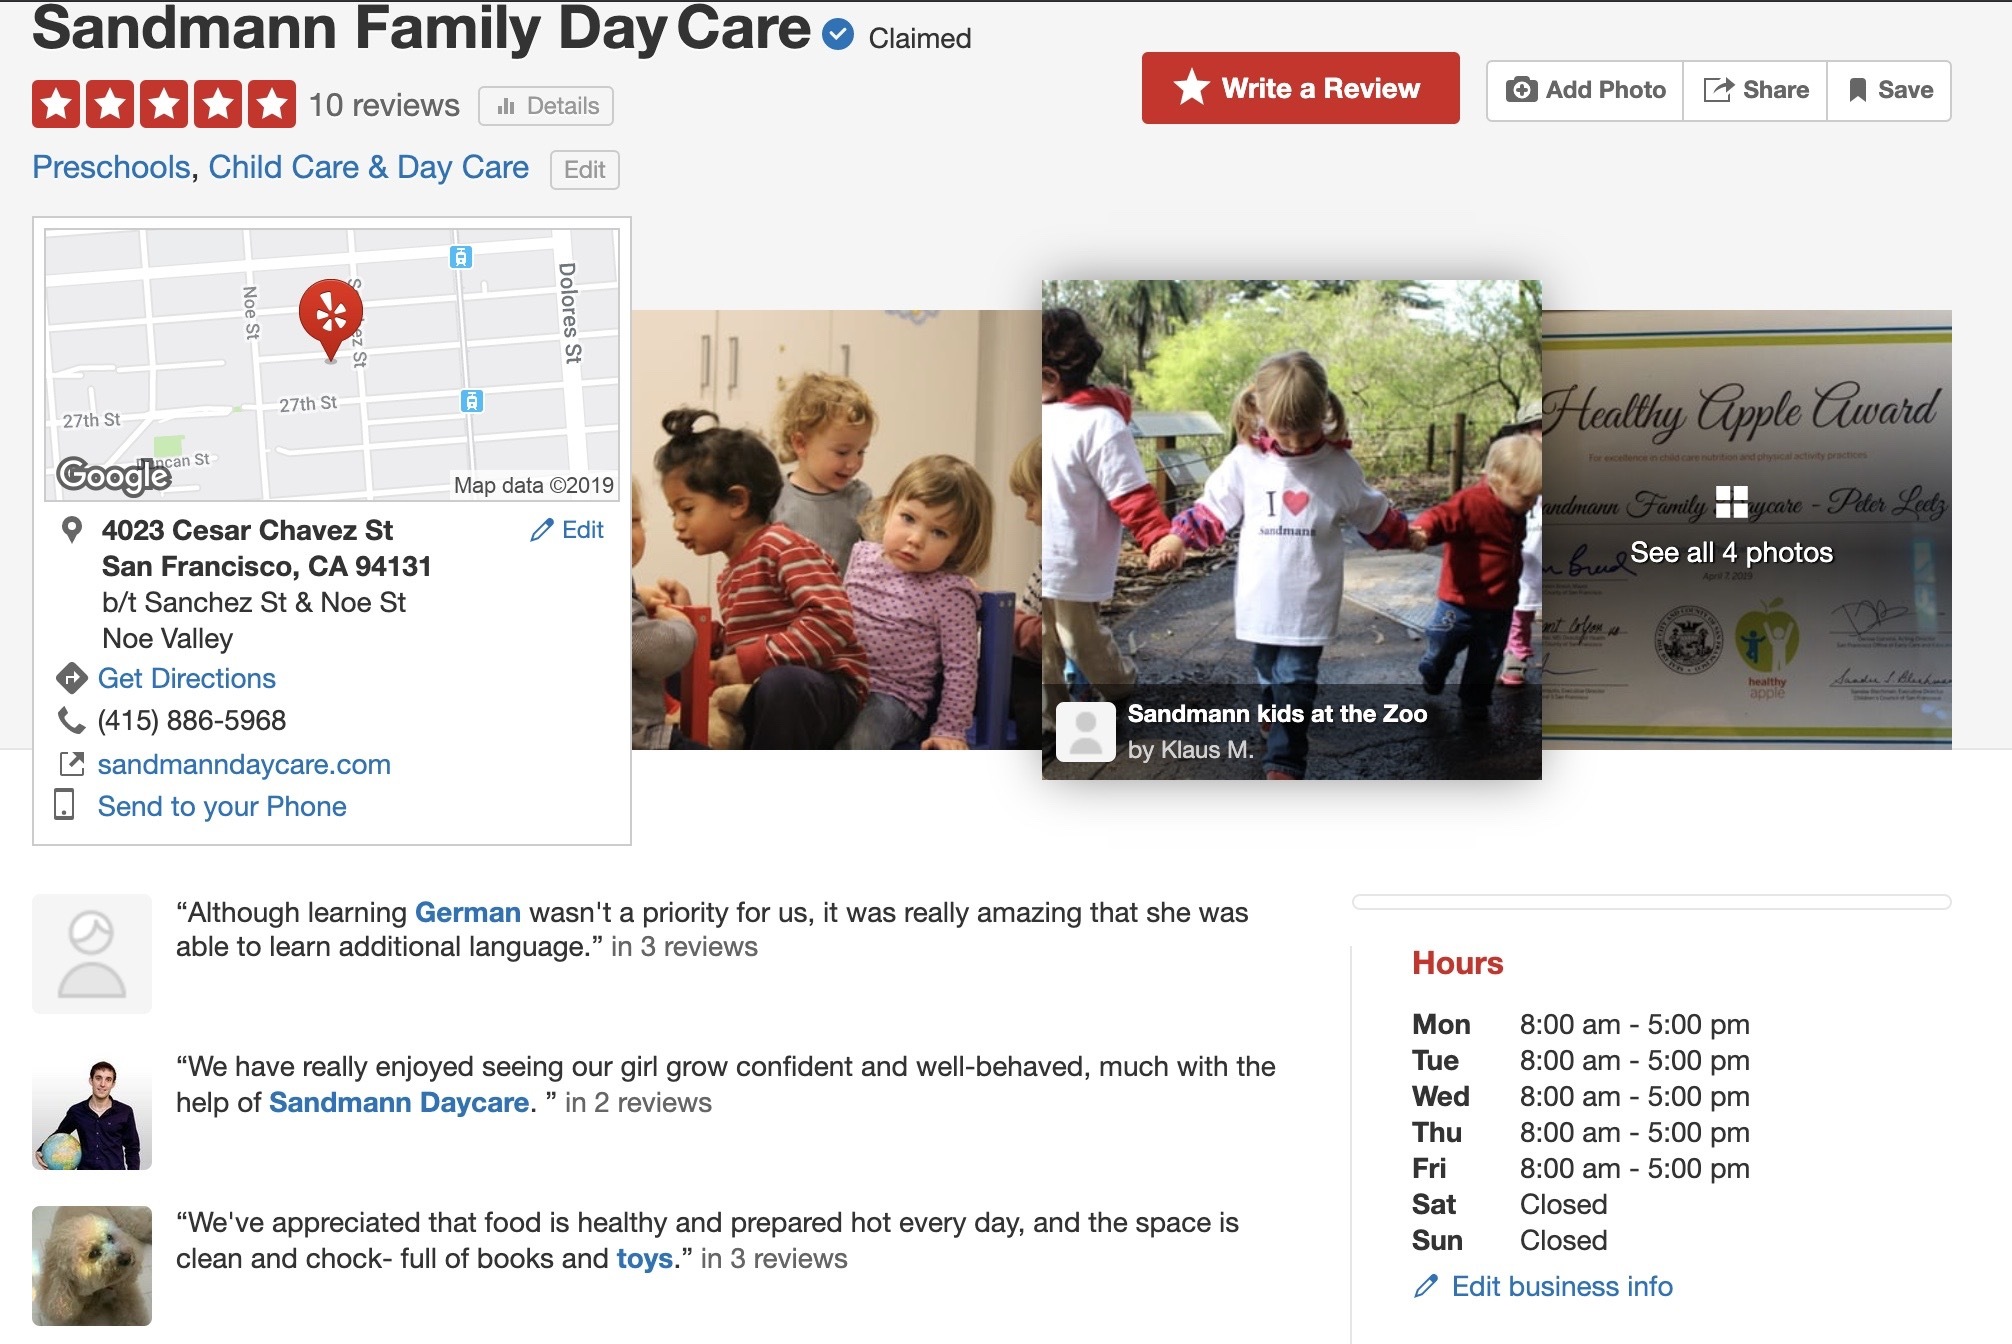 Sandmann Family Day Care Claimed
10 reviews Details
Write a Review
Add Photo Share Save
Preschools, Child Care & Day Care Edit
Noe St
Dolores St
27th St
27th St
Google
Map data ©2019
4023 Cesar Chavez St
Edit
San Francisco, CA 94131
b/t Sanchez St & Noe St
Noe Valley
Get Directions
(415) 886-5968
sandmanndaycare.com
Send to your Phone
I
Sandmann
Sandmann kids at the Zoo
by Klaus M.
Healthy Apple Award
For excellence in child care nutrition and physical activity practices
Family - Peter Leetz
See all 4 photos
April 7, 2019
healthy
apple
“Although learning German wasn't a priority for us, it was really amazing that she was
able to learn additional language.” in 3 reviews
“We have really enjoyed seeing our girl grow confident and well-behaved, much with the
help of Sandmann Daycare. ” in 2 reviews
“We've appreciated that food is healthy and prepared hot every day, and the space is
clean and chock- full of books and toys.” in 3 reviews
Hours
Mon 8:00 am - 5:00 pm
Tue 8:00 am - 5:00 pm
Wed 8:00 am - 5:00 pm
Thu 8:00 am - 5:00 pm
Fri 8:00 am - 5:00 pm
Sat Closed
Sun Closed
Edit business info